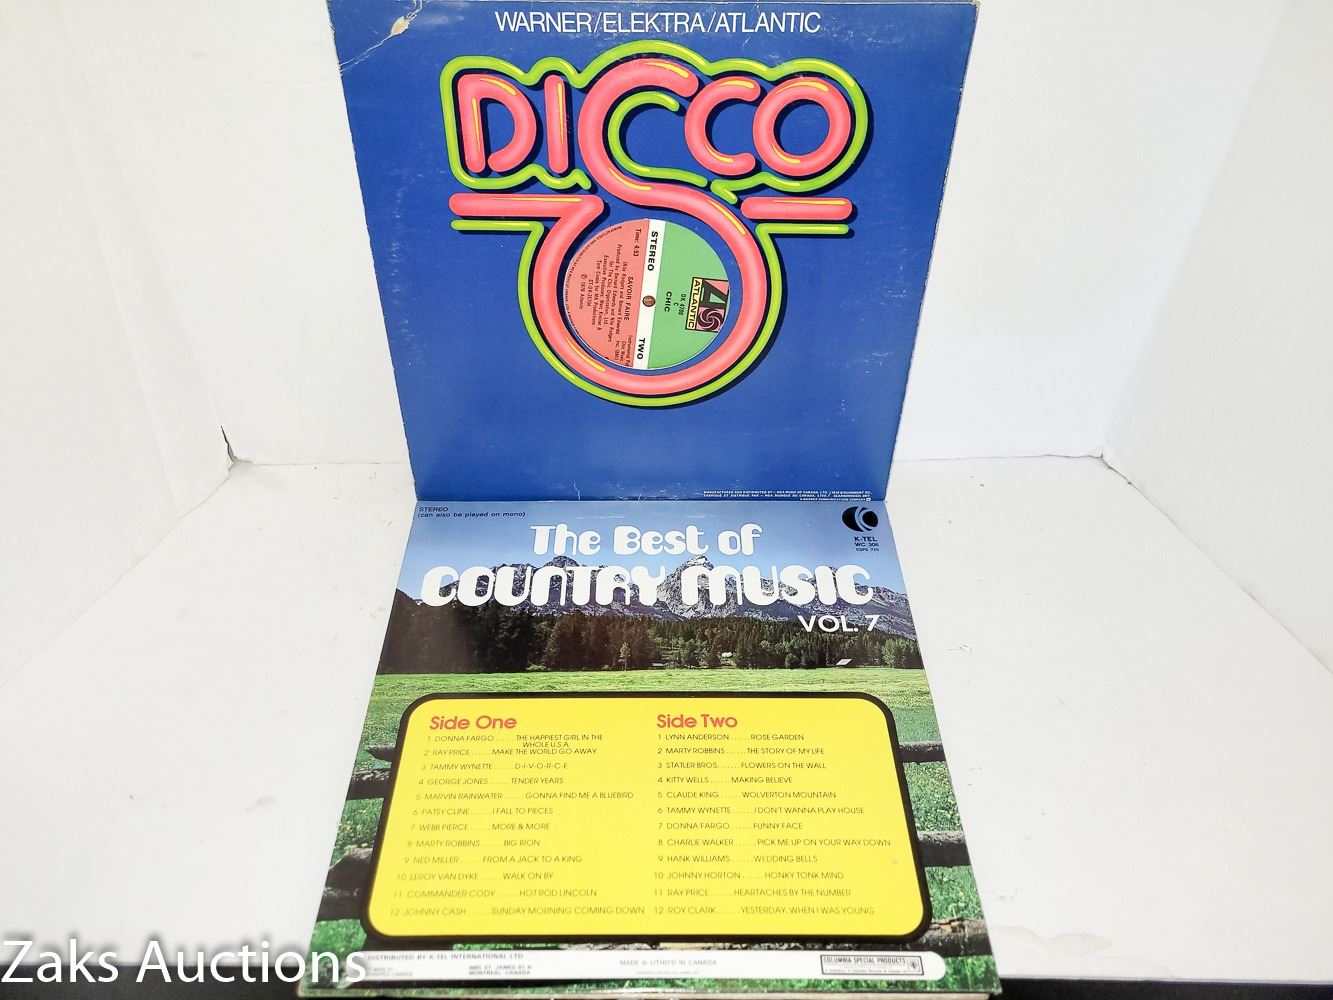 WARNER/ELEKTRA/ATLANTIC
DISCO
STEREO
TWO
ATLANTIC
DK 4700
C
CHIC
Time: 4:53
SAVOIR FAIRE
℗ 1978 Atlantic
STEREO
(can also be played on mono)
K-TEL
WC 306
The Best of
COUNTRY MUSIC
VOL. 7
Side One
1 DONNA FARGO......THE HAPPIEST GIRL IN THE
WHOLE U.S.A.
2 RAY PRICE......MAKE THE WORLD GO AWAY
3 TAMMY WYNETTE......D-I-V-O-R-C-E
4 GEORGE JONES......TENDER YEARS
5 MARVIN RAINWATER......GONNA FIND ME A BLUEBIRD
6 PATSY CLINE......I FALL TO PIECES
7 WEBB PIERCE......MORE & MORE
8 MARTY ROBBINS......BIG IRON
9 NED MILLER......FROM A JACK TO A KING
10 LEROY VAN DYKE......WALK ON BY
11 COMMANDER CODY......HOT ROD LINCOLN
12 JOHNNY CASH......SUNDAY MORNING COMING DOWN
Side Two
1 LYNN ANDERSON......ROSE GARDEN
2 MARTY ROBBINS......THE STORY OF MY LIFE
3 STATLER BROS......FLOWERS ON THE WALL
4 KITTY WELLS......MAKING BELIEVE
5 CLAUDE KING......WOLVERTON MOUNTAIN
6 TAMMY WYNETTE......I DON'T WANNA PLAY HOUSE
7 DONNA FARGO......FUNNY FACE
8 CHARLIE WALKER......PICK ME UP ON YOUR WAY DOWN
9 HANK WILLIAMS......WEDDING BELLS
10 JOHNNY HORTON......HONKY TONK MIND
11 RAY PRICE......HEARTACHES BY THE NUMBER
12 ROY CLARK......YESTERDAY, WHEN I WAS YOUNG
DISTRIBUTED BY K-TEL INTERNATIONAL LTD
MONTREAL, CANADA
MADE & LITHO'D IN CANADA
COLUMBIA SPECIAL PRODUCTS
Zaks Auctions